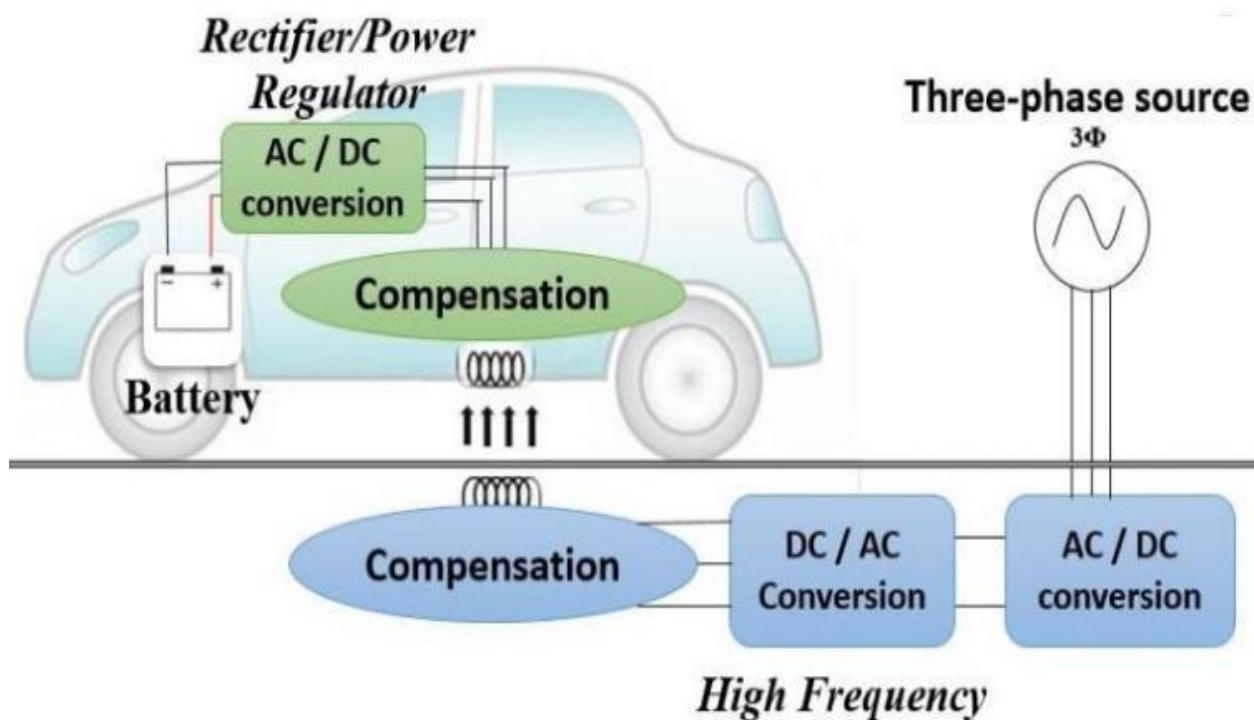 Rectifier/Power
Regulator
AC / DC
conversion
Three-phase source
3Φ
Compensation
− +
Battery
Compensation
DC / AC
Conversion
AC / DC
conversion
High Frequency